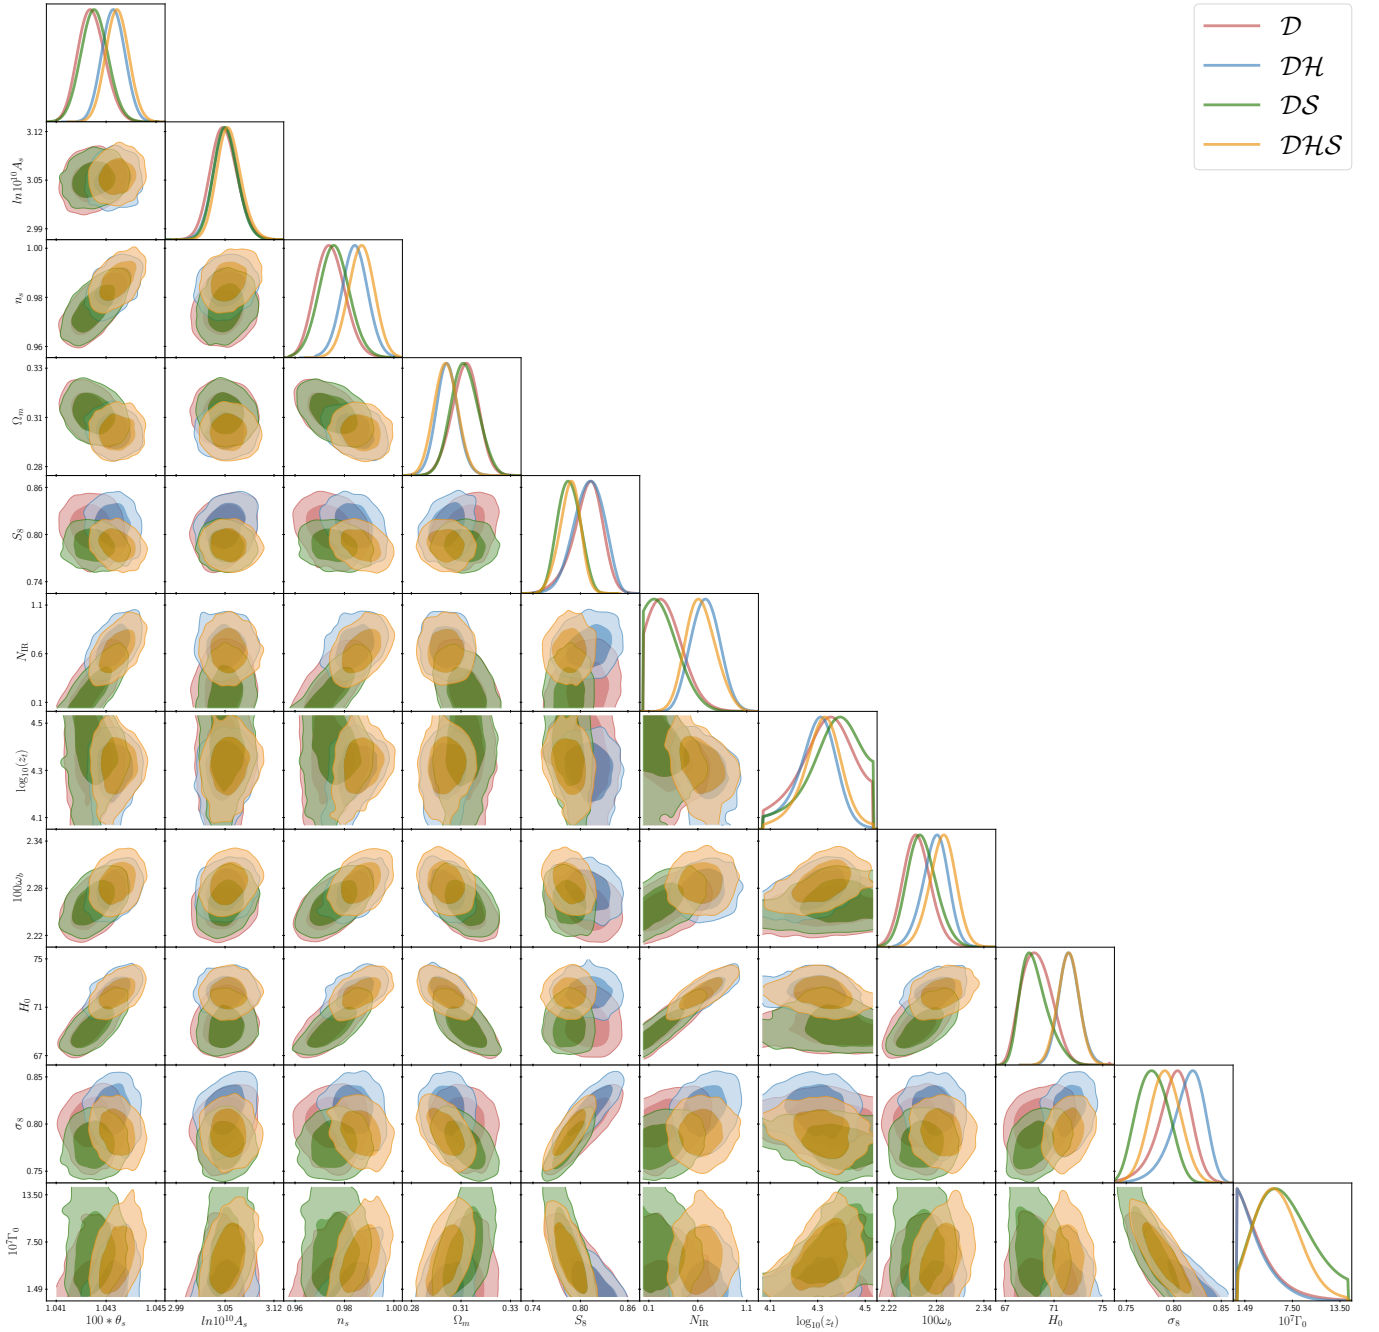 𝒟
𝒟ℋ
𝒟𝒮
𝒟ℋ𝒮
3.12
3.05
2.99
ln10^{10}A_s
1.00
0.98
0.96
n_s
0.33
0.31
0.28
Ω_m
0.86
0.80
0.74
S_8
1.1
0.6
0.1
N_IR
4.5
4.3
4.1
log_{10}(z_t)
2.34
2.28
2.22
100ω_b
75
71
67
H_0
0.85
0.80
0.75
σ_8
13.50
7.50
1.49
10^7Γ_0
1.041 1.043 1.045 2.99 3.05 3.12 0.96 0.98 1.000 0.28 0.31 0.33 0.74 0.80 0.86 0.1 0.6 1.1 4.1 4.3 4.5 2.22 2.28 2.34 67 71 75 0.75 0.80 0.85 1.49 7.50 13.50
100 * θ_s ln10^{10}A_s n_s Ω_m S_8 N_IR log_{10}(z_t) 100ω_b H_0 σ_8 10^7Γ_0